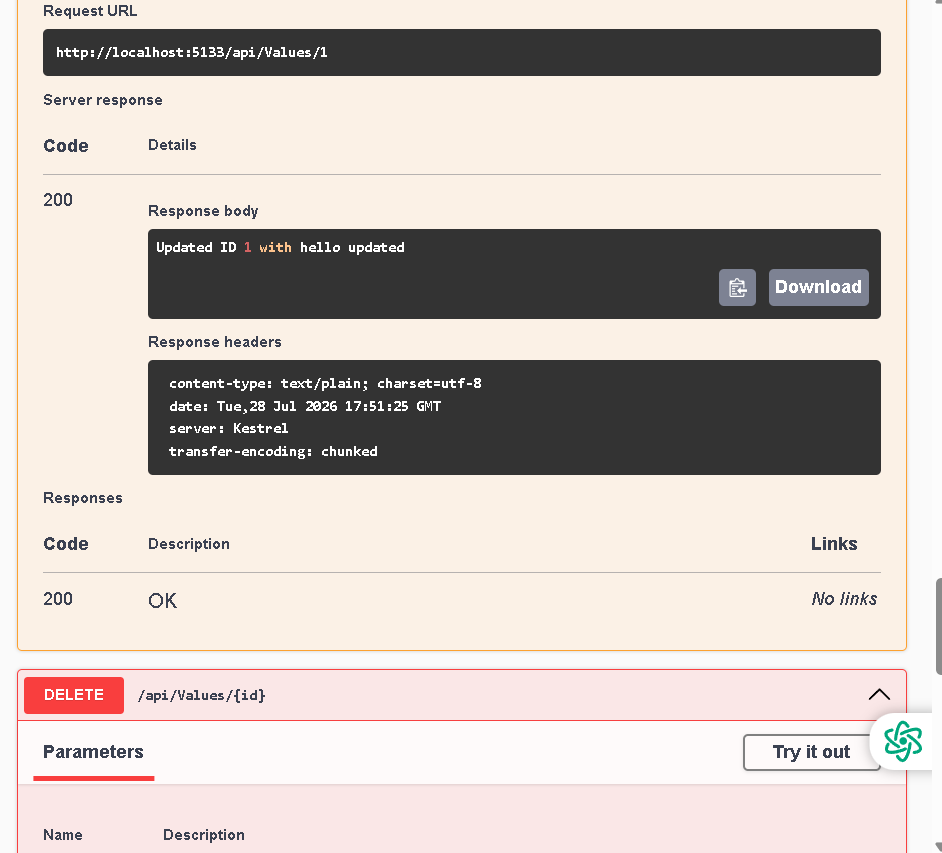 Request URL
http://localhost:5133/api/Values/1
Server response
Code Details
200
Response body
Updated ID 1 with hello updated
Download
Response headers
content-type: text/plain; charset=utf-8
date: Tue,28 Jul 2026 17:51:25 GMT
server: Kestrel
transfer-encoding: chunked
Responses
Code Description Links
200 OK No links
DELETE /api/Values/{id}
Parameters Try it out
Name Description